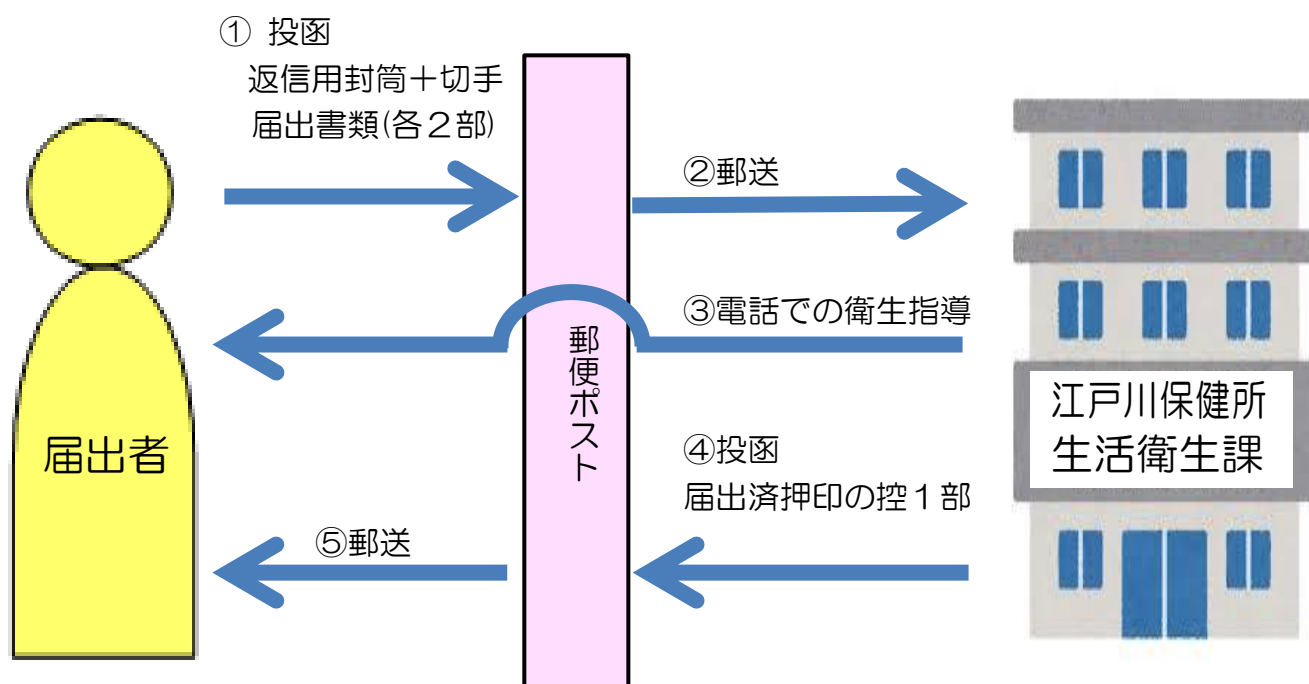 ① 投函
返信用封筒＋切手
届出書類(各２部)
②郵送
③電話での衛生指導
郵便ポスト
届出者
江戸川保健所
生活衛生課
④投函
届出済押印の控１部
⑤郵送